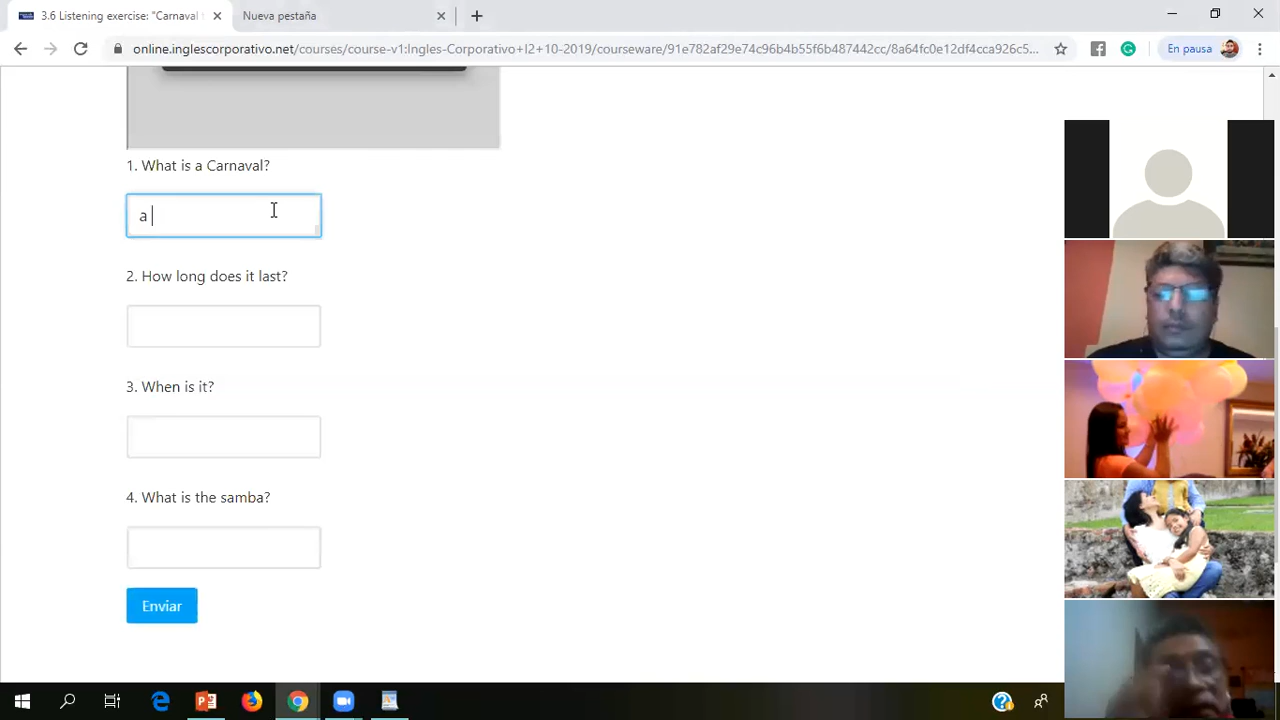 3.6 Listening exercise: "Carnaval
Nueva pestaña
online.inglescorporativo.net/courses/course-v1:Ingles-Corporativo+I2+10-2019/courseware/91e782af29e74c96b4b55f6b487442cc/8a64fc0e12df4cca926c5...
En pausa
1. What is a Carnaval?
a
2. How long does it last?
3. When is it?
4. What is the samba?
Enviar